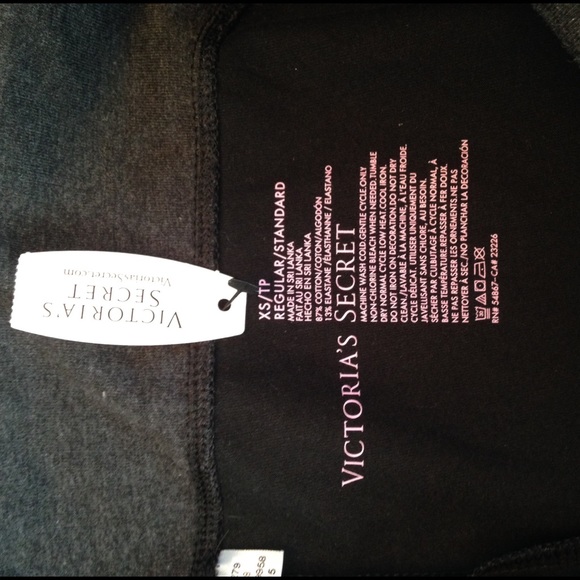 VICTORIA'S
SECRET
VictoriasSecret.com
XS/TP
REGULAR/STANDARD
MADE IN SRI LANKA
FAIT AU SRI LANKA
HECHO EN SRI LANKA
87% COTTON/COTON/ALGODÓN
13% ELASTANE/ÉLASTHANNE/ELASTANO
VICTORIA'S SECRET
MACHINE WASH COLD.GENTLE CYCLE.ONLY
NON-CHLORINE BLEACH WHEN NEEDED.TUMBLE
DRY NORMAL CYCLE LOW HEAT.COOL IRON.
DO NOT IRON DECORATION.DO NOT DRY
CLEAN./LAVABLE À LA MACHINE, À L'EAU FROIDE.
CYCLE DÉLICAT. UTILISER UNIQUEMENT DU
JAVELLISANT SANS CHLORE, AU BESOIN.
SÉCHER PAR CULBUTAGE À CYCLE NORMAL, À
BASSE TEMPÉRATURE.REPASSER À FER DOUX.
NE PAS REPASSER LES ORNEMENTS.NE PAS
NETTOYER À SEC./NO PLANCHAR LA DECORACIÓN
RN# 54867-CA# 23226
79
958
5